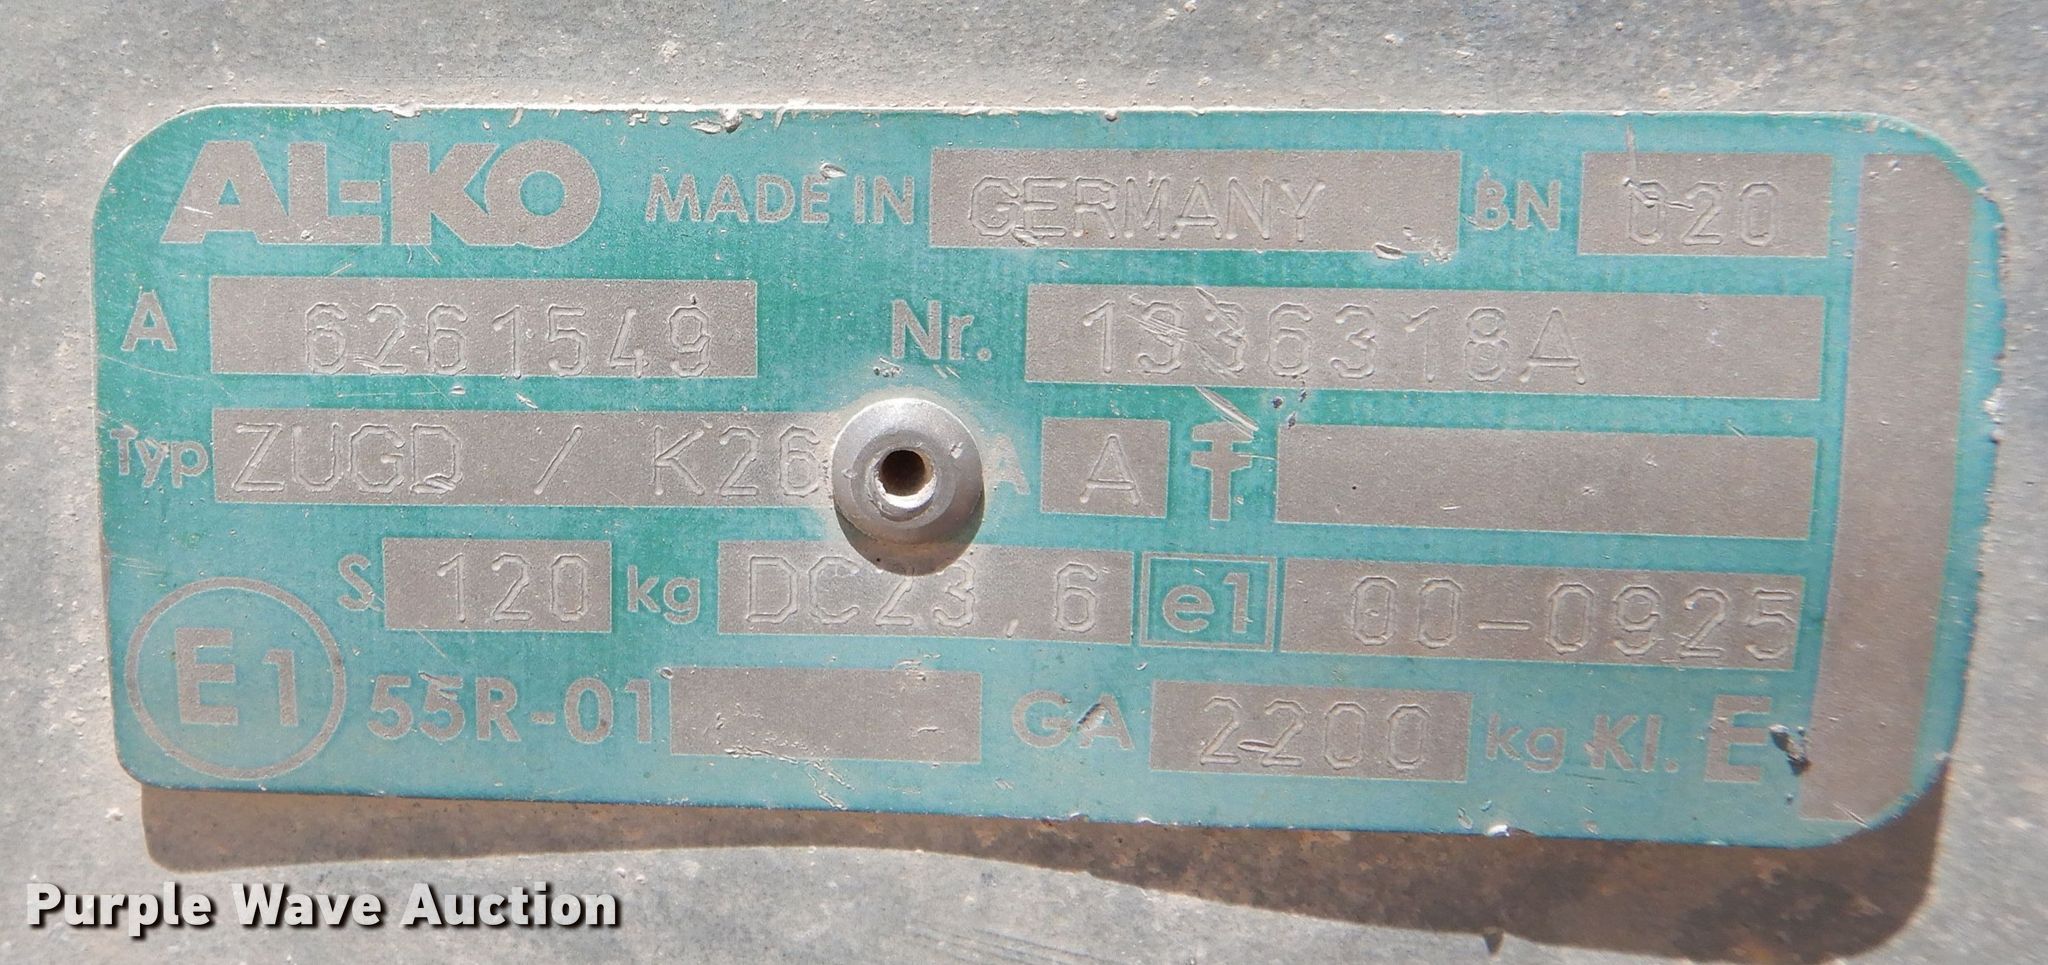 AL-KO MADE IN GERMANY BN 020
A 6261549 Nr. 1336318A
Typ ZUGD / K26 A A
S 120 kg DC23,6 e1 00-0925
E1 55R-01 GA 2200 kg Kl. E
Purple Wave Auction